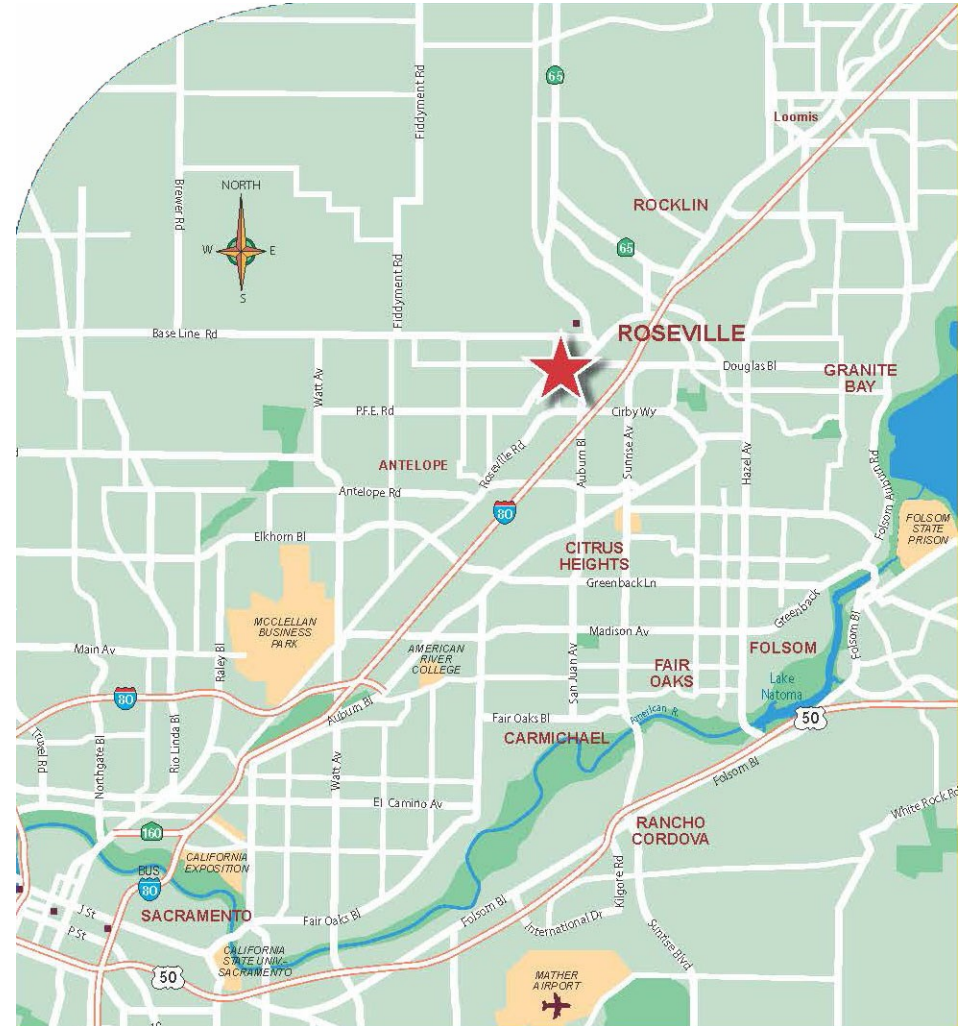 65
Fiddyment Rd
Loomis
NORTH
Brewer Rd
W
E
S
ROCKLIN
65
Fiddyment Rd
Base Line Rd
ROSEVILLE
Douglas Bl
GRANITE
BAY
Watt Av
P.F.E. Rd
Cirby Wy
Roseville Rd
Auburn Bl
Sunrise Av
Hazel Av
ANTELOPE
Antelope Rd
80
Folsom Auburn Rd
FOLSOM
STATE
PRISON
Elkhorn Bl
CITRUS
HEIGHTS
Greenback Ln
Greenback
MCCLELLAN
BUSINESS
PARK
Madison Av
Main Av
Raley Bl
AMERICAN
RIVER
COLLEGE
San Juan Av
FAIR
OAKS
FOLSOM
Folsom Bl
Lake
Natoma
80
Auburn Bl
Fair Oaks Bl
American R.
50
CARMICHAEL
Truxel Rd
Northgate Bl
Rio Linda Bl
Watt Av
Folsom Bl
El Camino Av
White Rock Rd
160
RANCHO
CORDOVA
CALIFORNIA
EXPOSITION
BUS
80
Kilgore Rd
SACRAMENTO
J St
P St
Fair Oaks Bl
Folsom Bl
International Dr
Sunrise Blvd
CALIFORNIA
STATE UNIV-
SACRAMENTO
50
MATHER
AIRPORT